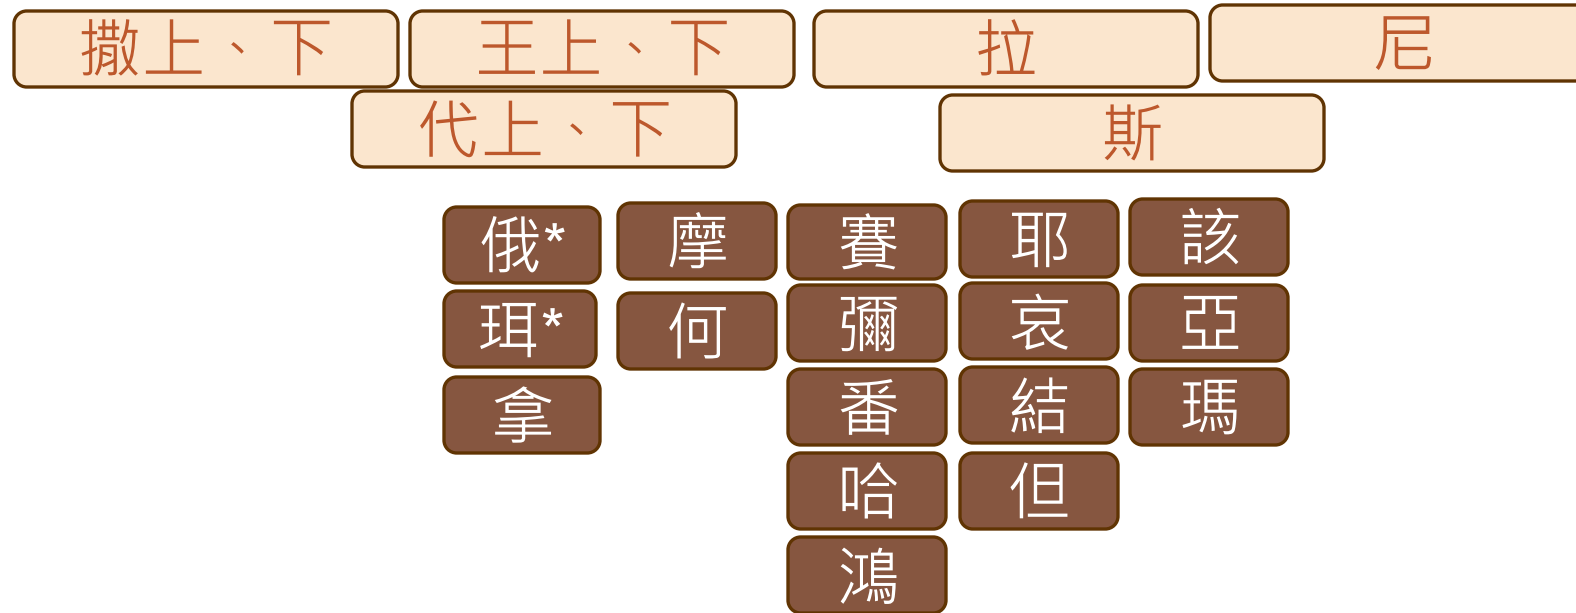 撒上、下
王上、下
拉
尼
代上、下
斯
俄*
摩
賽
耶
該
珥*
何
彌
哀
亞
拿
番
結
瑪
哈
但
鴻